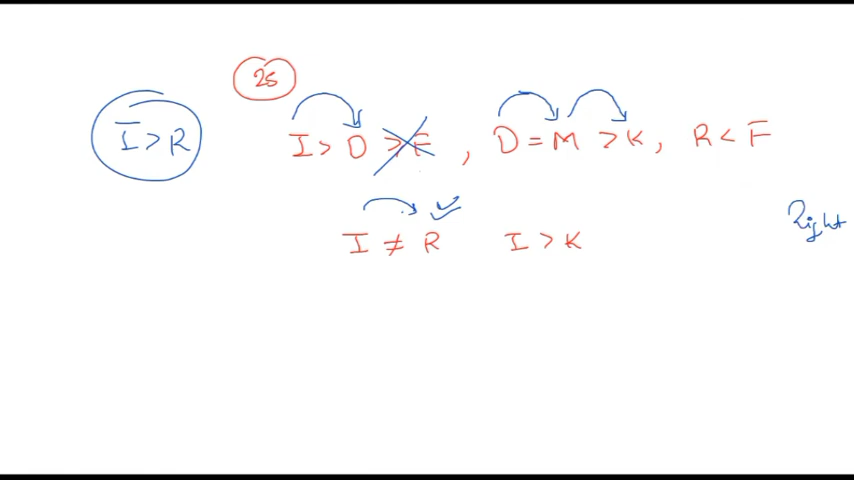 25
I > R
I > D > F , D = M > K , R < F
I ≠ R I > K
Right